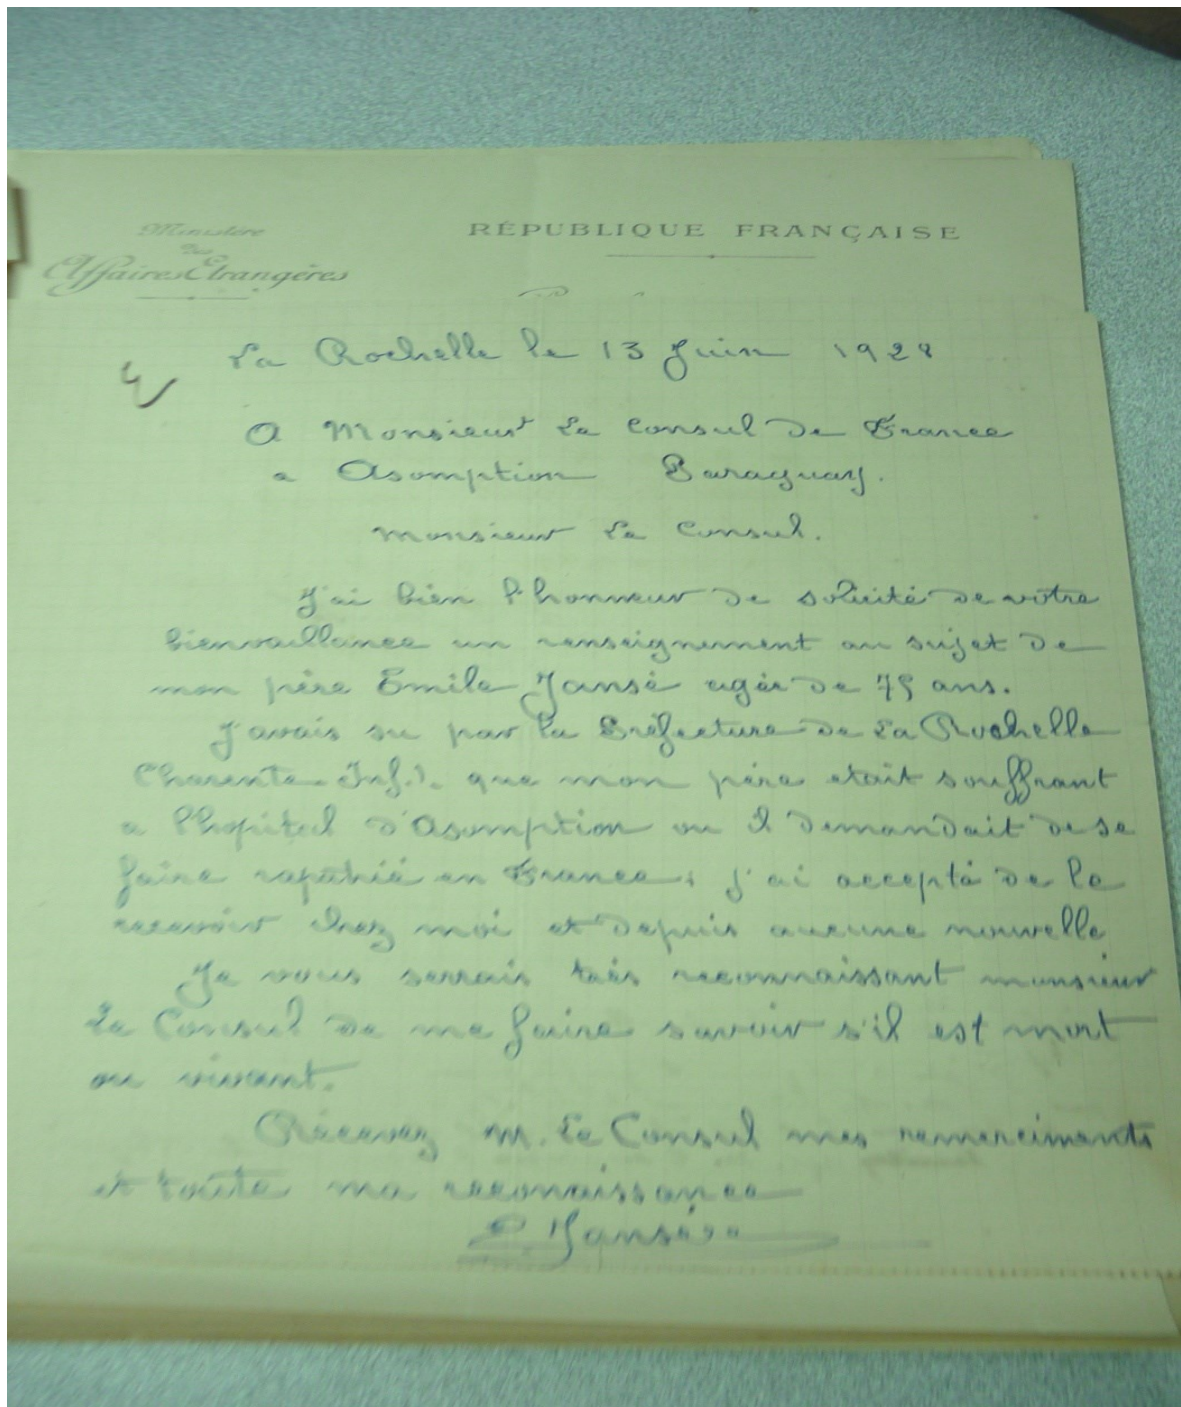 Ministère
des
Affaires Etrangères
RÉPUBLIQUE FRANÇAISE
La Rochelle le 13 Juin 1928
A Monsieur Le Consul De France
a Asomption Paraguay.
Monsieur Le Consul.
J'ai bien l'honneur de solicité de votre
bienvaillance un renseignement au sujet de
mon père Emile Jansé agér de 75 ans.
J'avais su par la Préfecture de La Rochelle
Charente Inf.). que mon père etait souffrant
a l'hopital d'Asomption ou il demandait de se
faire rapatrié en France; j'ai acceptè de le
recevoir chez moi et depuis aucune nouvelle
Je vous serrais très reconnaissant monsieur
Le Consul de me faire savoir s'il est mort
ou vivant.
Récevez M. Le Consul mes remerciments
et toute ma reconnaissance